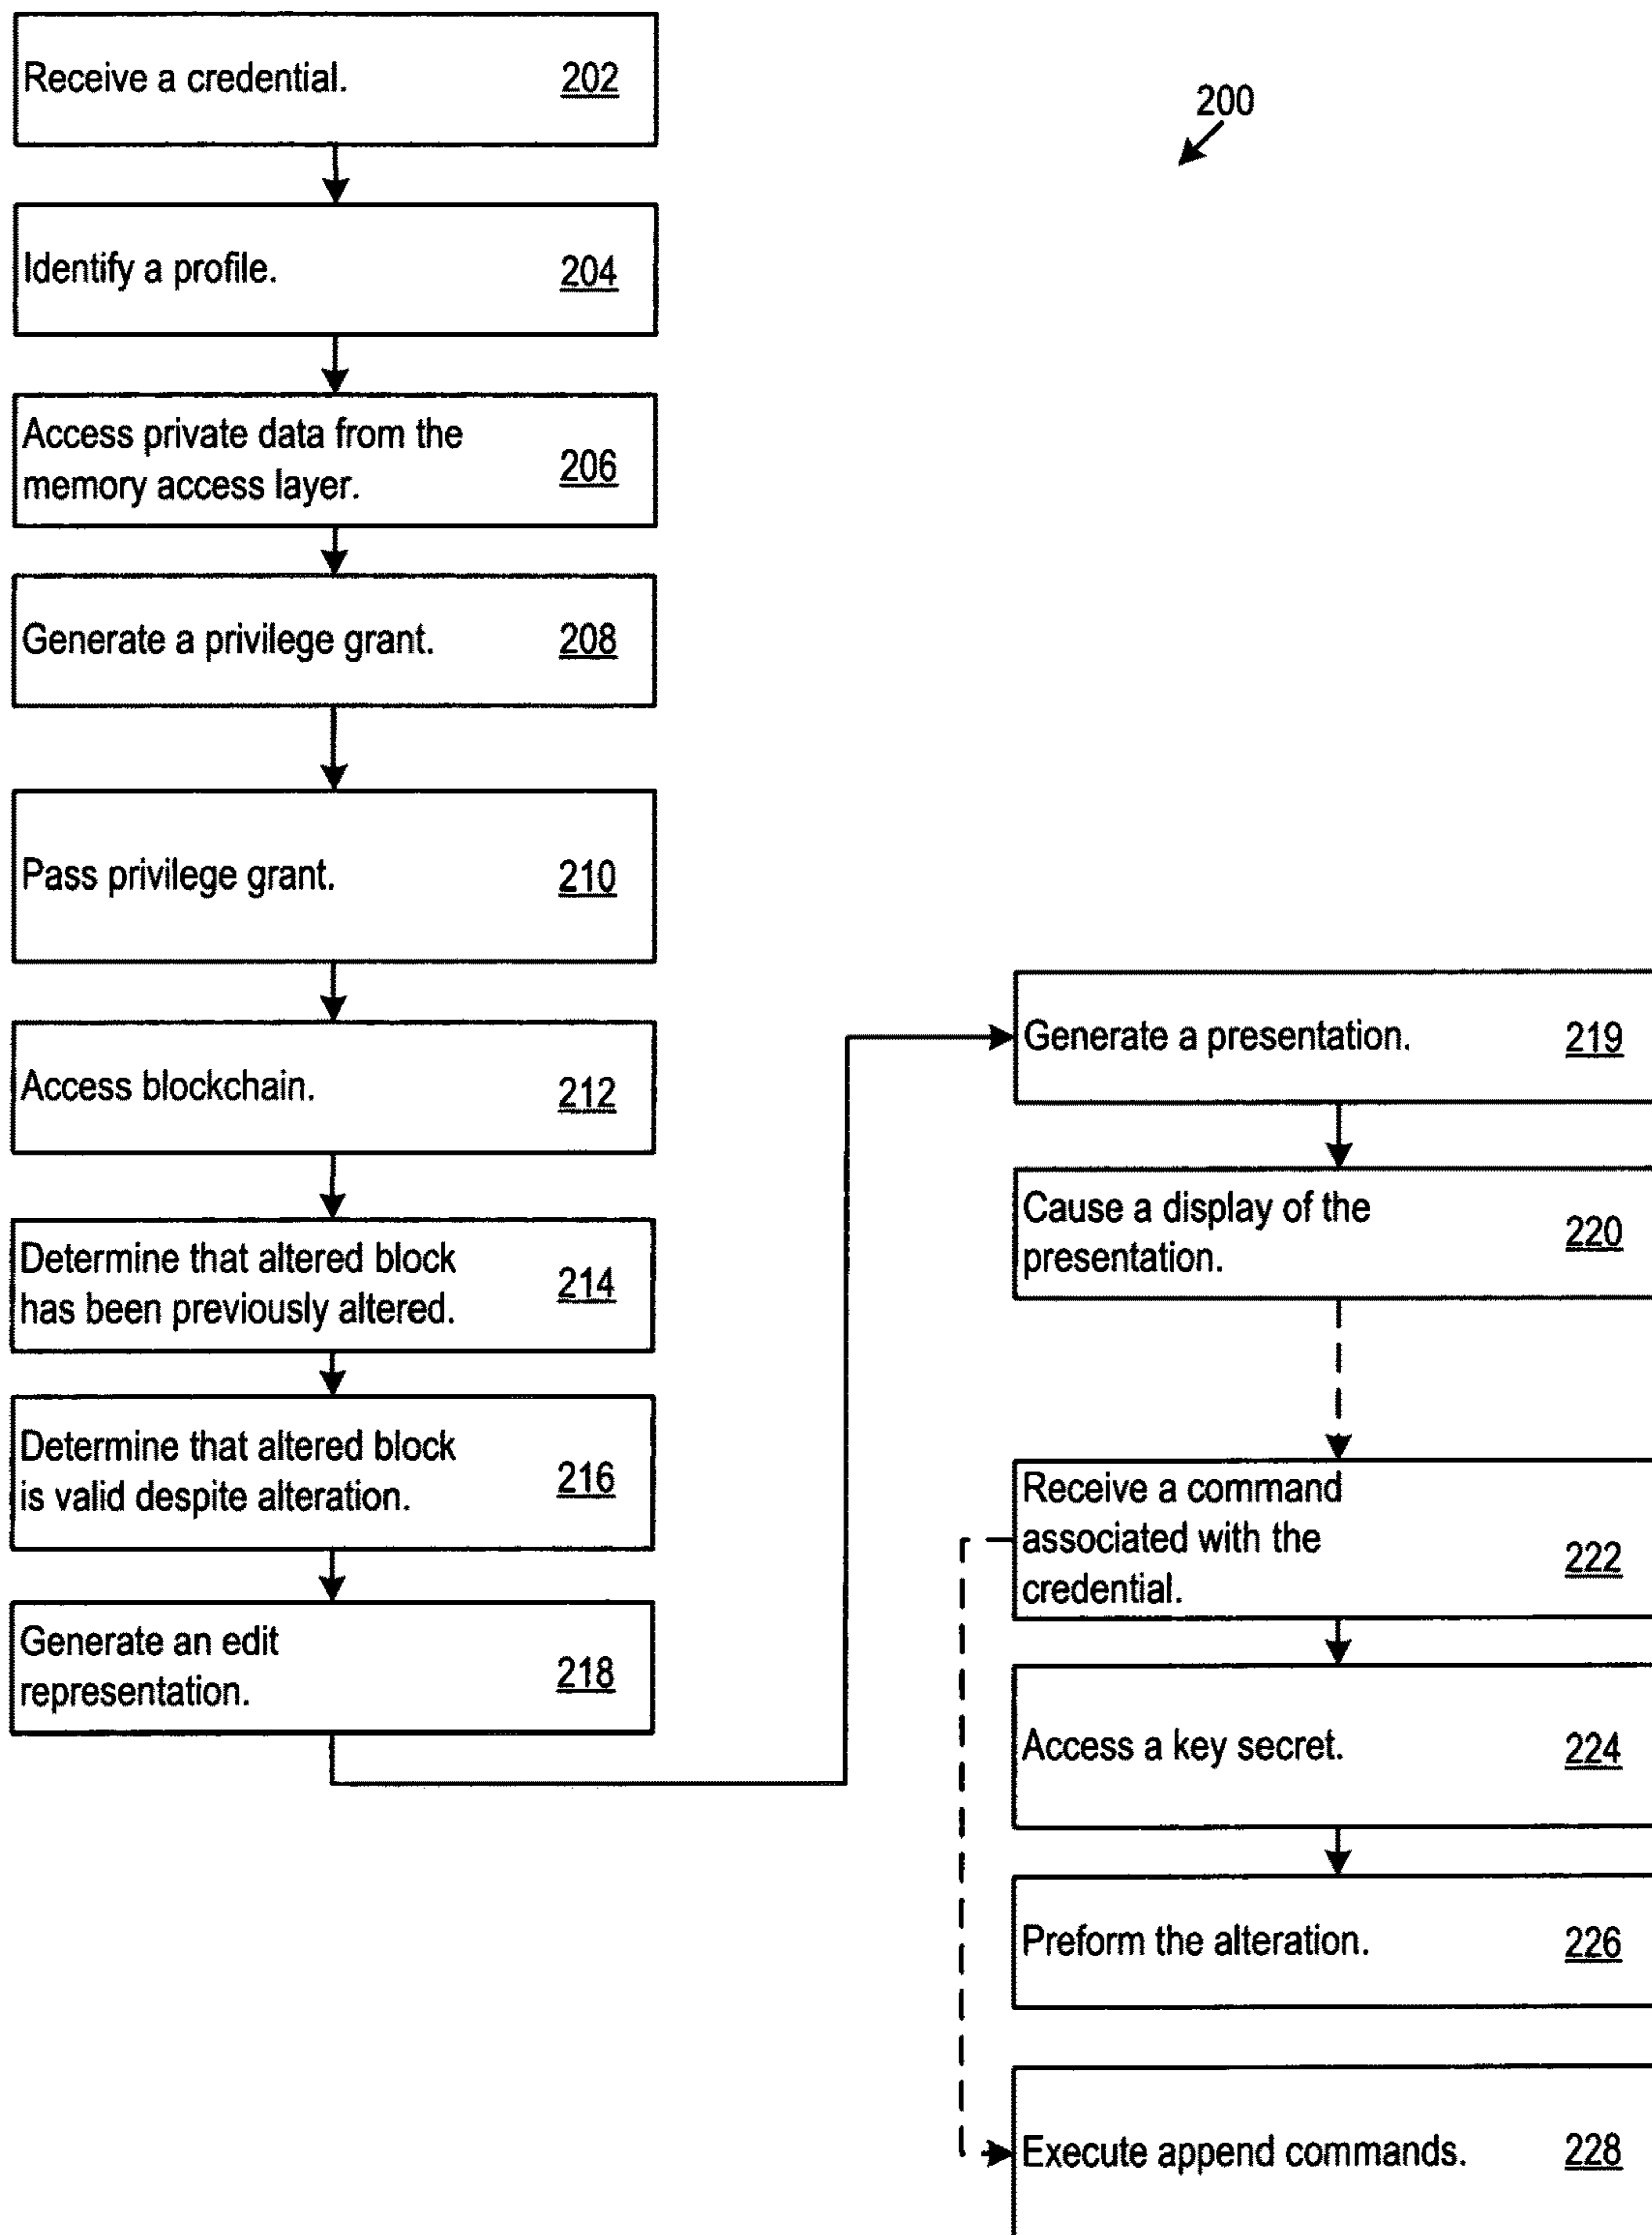 Receive a credential. 202
200
Identify a profile. 204
Access private data from the
memory access layer. 206
Generate a privilege grant. 208
Pass privilege grant. 210
Access blockchain. 212
Determine that altered block
has been previously altered. 214
Determine that altered block
is valid despite alteration. 216
Generate an edit
representation. 218
Generate a presentation. 219
Cause a display of the
presentation. 220
Receive a command
associated with the
credential. 222
Access a key secret. 224
Preform the alteration. 226
Execute append commands. 228